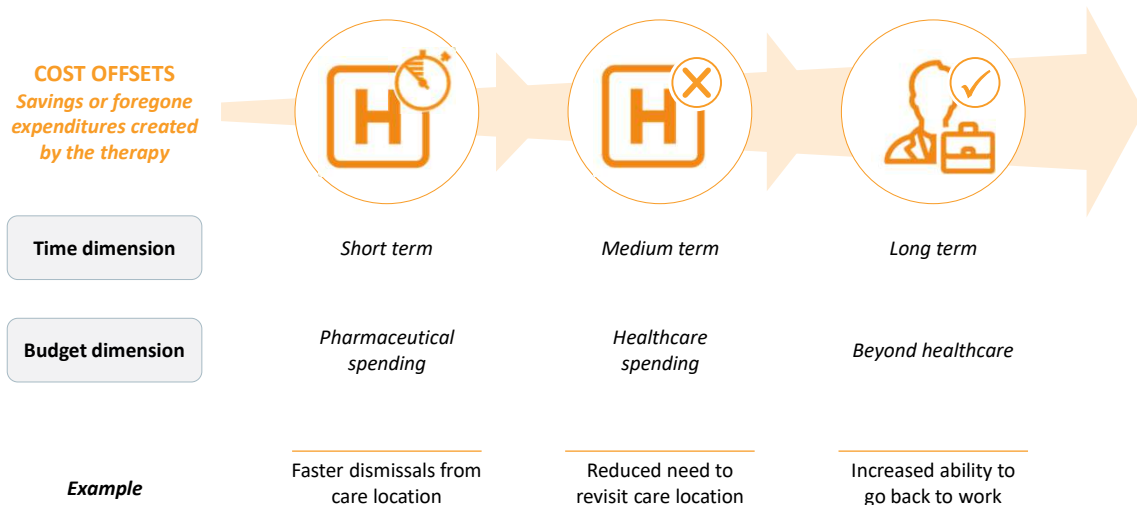 COST OFFSETS
Savings or foregone
expenditures created
by the therapy
H
H
Time dimension
Short term
Medium term
Long term
Budget dimension
Pharmaceutical
spending
Healthcare
spending
Beyond healthcare
Example
Faster dismissals from
care location
Reduced need to
revisit care location
Increased ability to
go back to work